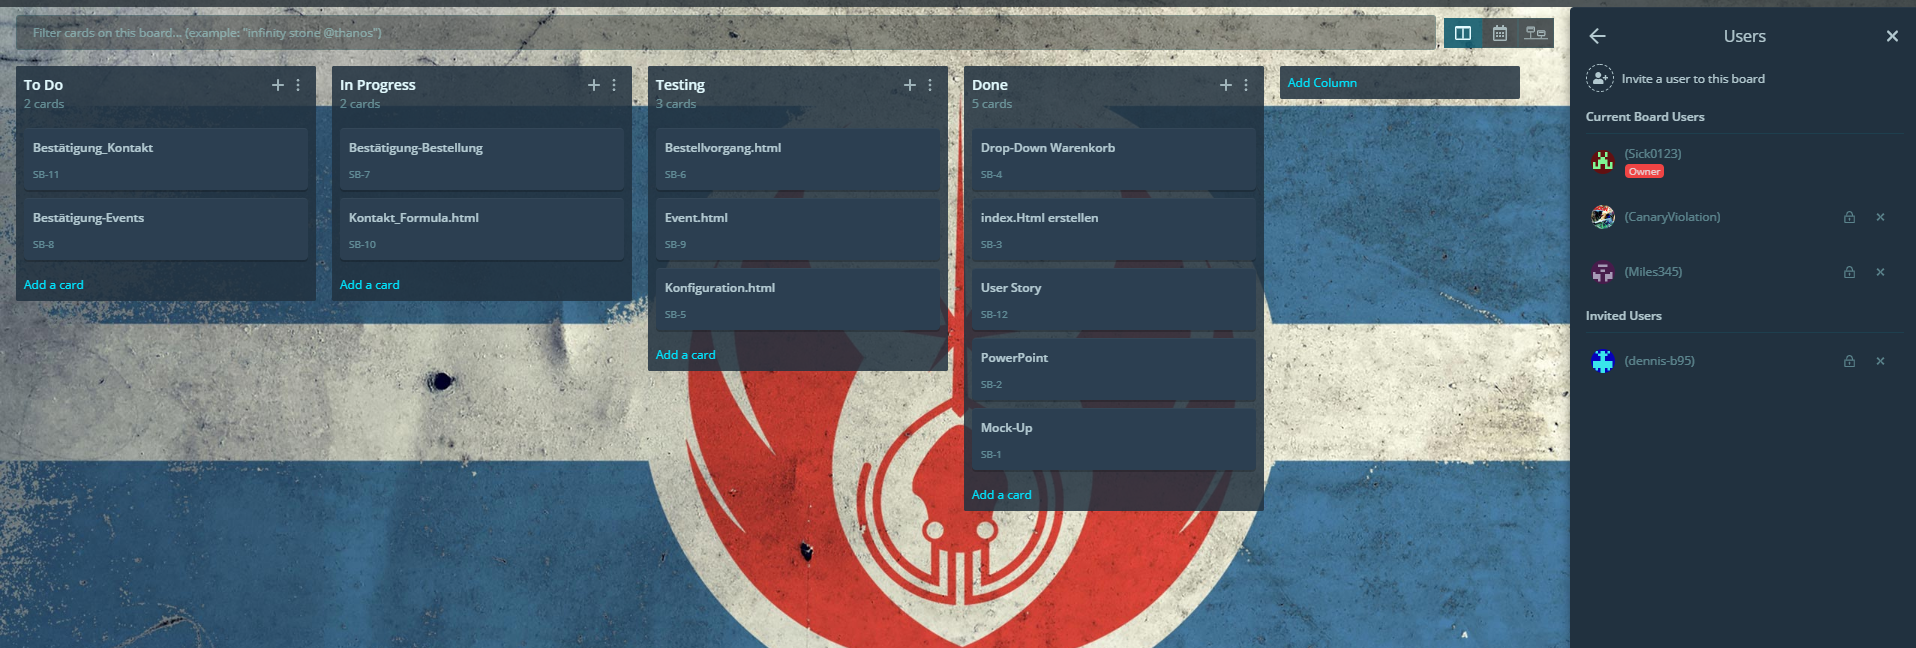 Filter cards on this board... (example: "infinity stone @thanos")
To Do
2 cards
Bestätigung_Kontakt
SB-11
Bestätigung-Events
SB-8
Add a card
In Progress
2 cards
Bestätigung-Bestellung
SB-7
Kontakt_Formula.html
SB-10
Add a card
Testing
3 cards
Bestellvorgang.html
SB-6
Event.html
SB-9
Konfiguration.html
SB-5
Add a card
Done
5 cards
Drop-Down Warenkorb
SB-4
index.Html erstellen
SB-3
User Story
SB-12
PowerPoint
SB-2
Mock-Up
SB-1
Add a card
Add Column
Users
Invite a user to this board
Current Board Users
(Sick0123)
Owner
(CanaryViolation)
(Miles345)
Invited Users
(dennis-b95)